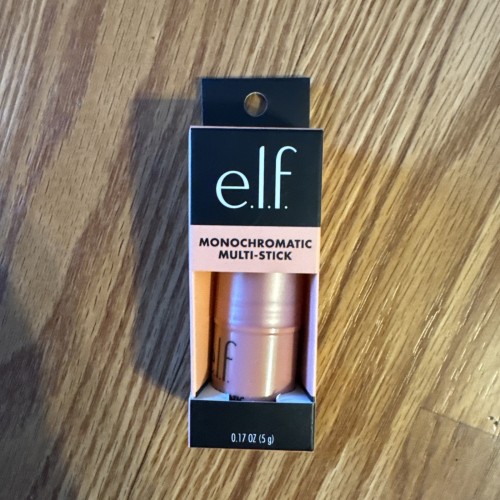 e.l.f.
MONOCHROMATIC
MULTI-STICK
e.l.f.
0.17 OZ (5 g)